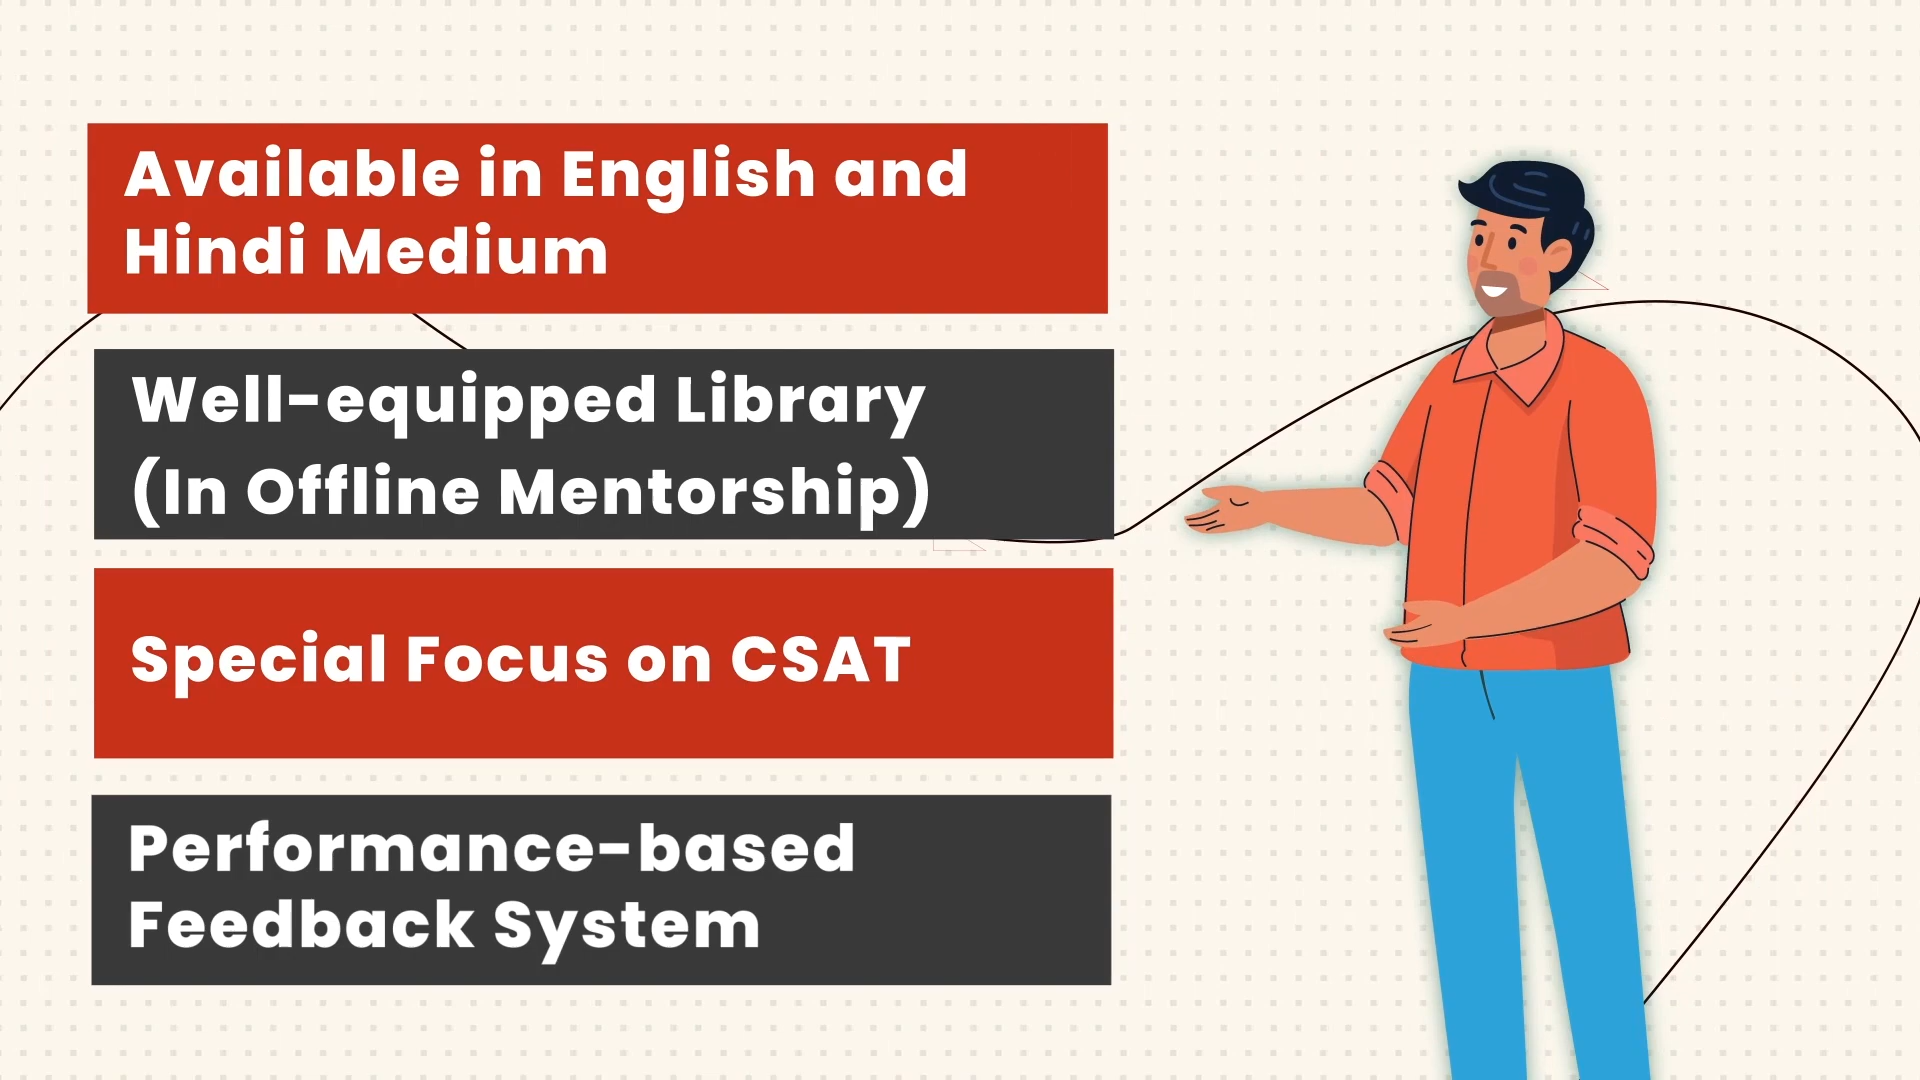 Available in English and
Hindi Medium
Well-equipped Library
(In Offline Mentorship)
Special Focus on CSAT
Performance-based
Feedback System